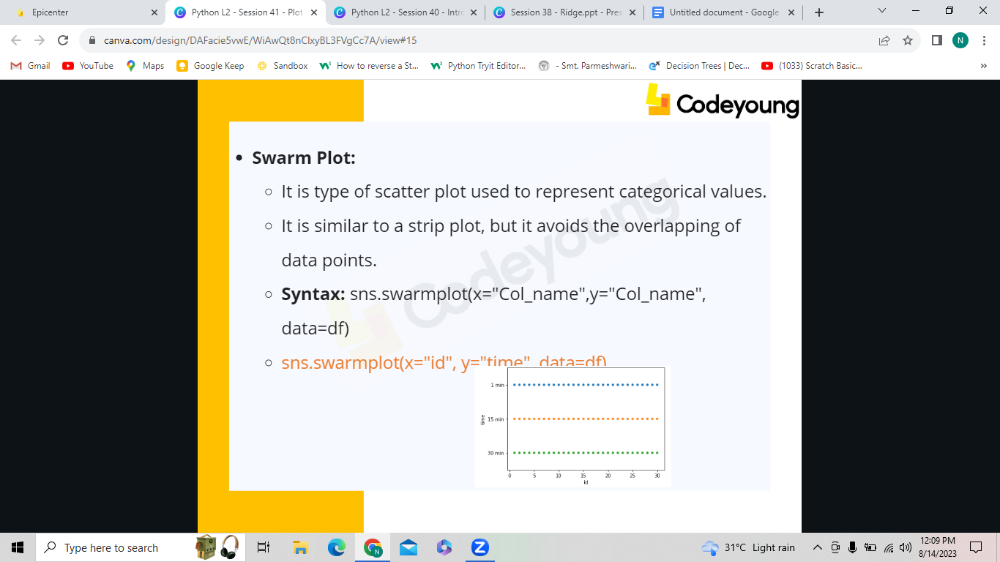 Epicenter
Python L2 - Session 41 - Plot
Python L2 - Session 40 - Intro
Session 38 - Ridge.ppt - Pres
Untitled document - Google
canva.com/design/DAFacie5vwE/WiAwQt8nClxyBL3FVgCc7A/view#15
N
Gmail
YouTube
Maps
Google Keep
Sandbox
How to reverse a St...
Python Tryit Editor...
- Smt. Parmeshwari...
Decision Trees | Dec...
(1033) Scratch Basic...
»
Codeyoung
Codeyoung
• Swarm Plot:
It is type of scatter plot used to represent categorical values.
It is similar to a strip plot, but it avoids the overlapping of
data points.
Syntax: sns.swarmplot(x="Col_name",y="Col_name",
data=df)
sns.swarmplot(x="id", y="time", data=df)
1 min
15 min
30 min
time
0 5 10 15 20 25 30
id
Type here to search
31°C Light rain
12:09 PM
8/14/2023